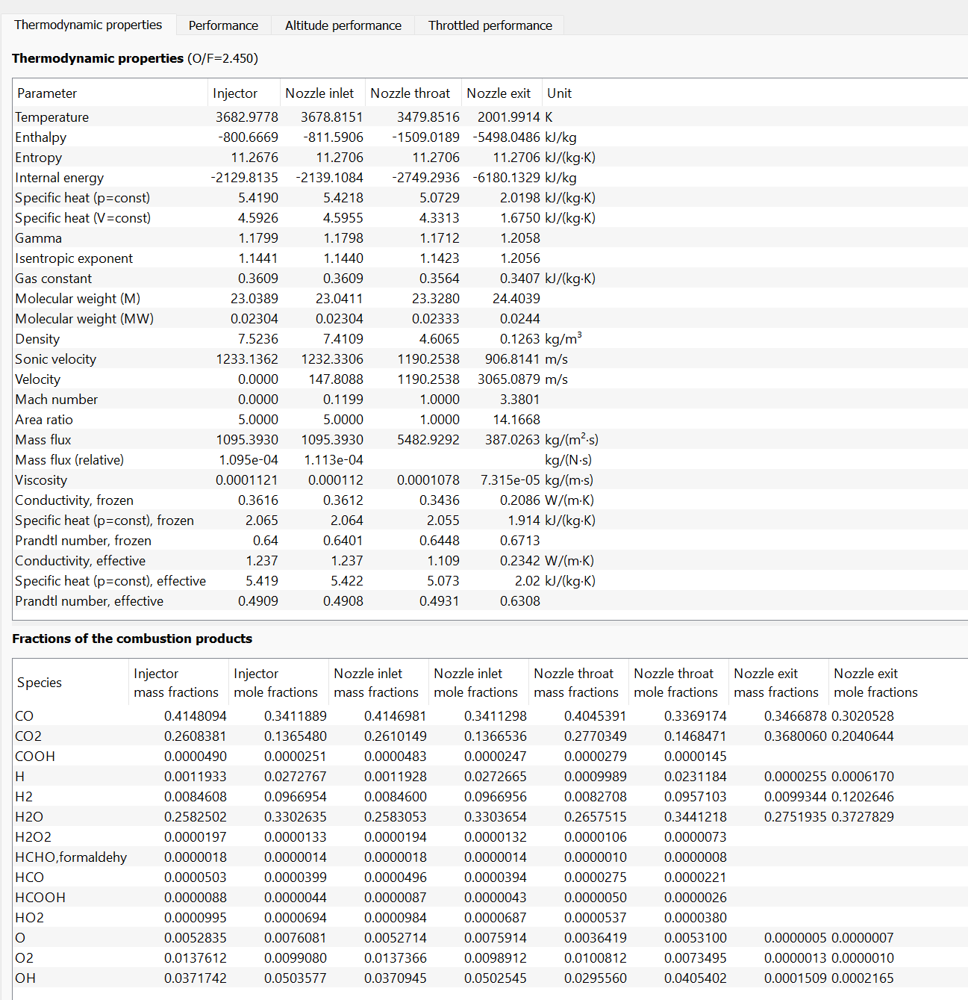 Thermodynamic properties Performance Altitude performance Throttled performance
Thermodynamic properties (O/F=2.450)
Parameter Injector Nozzle inlet Nozzle throat Nozzle exit Unit
Temperature 3682.9778 3678.8151 3479.8516 2001.9914 K
Enthalpy -800.6669 -811.5906 -1509.0189 -5498.0486 kJ/kg
Entropy 11.2676 11.2706 11.2706 11.2706 kJ/(kg·K)
Internal energy -2129.8135 -2139.1084 -2749.2936 -6180.1329 kJ/kg
Specific heat (p=const) 5.4190 5.4218 5.0729 2.0198 kJ/(kg·K)
Specific heat (V=const) 4.5926 4.5955 4.3313 1.6750 kJ/(kg·K)
Gamma 1.1799 1.1798 1.1712 1.2058
Isentropic exponent 1.1441 1.1440 1.1423 1.2056
Gas constant 0.3609 0.3609 0.3564 0.3407 kJ/(kg·K)
Molecular weight (M) 23.0389 23.0411 23.3280 24.4039
Molecular weight (MW) 0.02304 0.02304 0.02333 0.0244
Density 7.5236 7.4109 4.6065 0.1263 kg/m³
Sonic velocity 1233.1362 1232.3306 1190.2538 906.8141 m/s
Velocity 0.0000 147.8088 1190.2538 3065.0879 m/s
Mach number 0.0000 0.1199 1.0000 3.3801
Area ratio 5.0000 5.0000 1.0000 14.1668
Mass flux 1095.3930 1095.3930 5482.9292 387.0263 kg/(m²·s)
Mass flux (relative) 1.095e-04 1.113e-04 kg/(N·s)
Viscosity 0.0001121 0.000112 0.0001078 7.315e-05 kg/(m·s)
Conductivity, frozen 0.3616 0.3612 0.3436 0.2086 W/(m·K)
Specific heat (p=const), frozen 2.065 2.064 2.055 1.914 kJ/(kg·K)
Prandtl number, frozen 0.64 0.6401 0.6448 0.6713
Conductivity, effective 1.237 1.237 1.109 0.2342 W/(m·K)
Specific heat (p=const), effective 5.419 5.422 5.073 2.02 kJ/(kg·K)
Prandtl number, effective 0.4909 0.4908 0.4931 0.6308
Fractions of the combustion products
Species Injector mass fractions Injector mole fractions Nozzle inlet mass fractions Nozzle inlet mole fractions Nozzle throat mass fractions Nozzle throat mole fractions Nozzle exit mass fractions Nozzle exit mole fractions
CO 0.4148094 0.3411889 0.4146981 0.3411298 0.4045391 0.3369174 0.3466878 0.3020528
CO2 0.2608381 0.1365480 0.2610149 0.1366536 0.2770349 0.1468471 0.3680060 0.2040644
COOH 0.0000490 0.0000251 0.0000483 0.0000247 0.0000279 0.0000145
H 0.0011933 0.0272767 0.0011928 0.0272665 0.0009989 0.0231184 0.0000255 0.0006170
H2 0.0084608 0.0966954 0.0084600 0.0966956 0.0082708 0.0957103 0.0099344 0.1202646
H2O 0.2582502 0.3302635 0.2583053 0.3303654 0.2657515 0.3441218 0.2751935 0.3727829
H2O2 0.0000197 0.0000133 0.0000194 0.0000132 0.0000106 0.0000073
HCHO,formaldehy 0.0000018 0.0000014 0.0000018 0.0000014 0.0000010 0.0000008
HCO 0.0000503 0.0000399 0.0000496 0.0000394 0.0000275 0.0000221
HCOOH 0.0000088 0.0000044 0.0000087 0.0000043 0.0000050 0.0000026
HO2 0.0000995 0.0000694 0.0000984 0.0000687 0.0000537 0.0000380
O 0.0052835 0.0076081 0.0052714 0.0075914 0.0036419 0.0053100 0.0000005 0.0000007
O2 0.0137612 0.0099080 0.0137366 0.0098912 0.0100812 0.0073495 0.0000013 0.0000010
OH 0.0371742 0.0503577 0.0370945 0.0502545 0.0295560 0.0405402 0.0001509 0.0002165